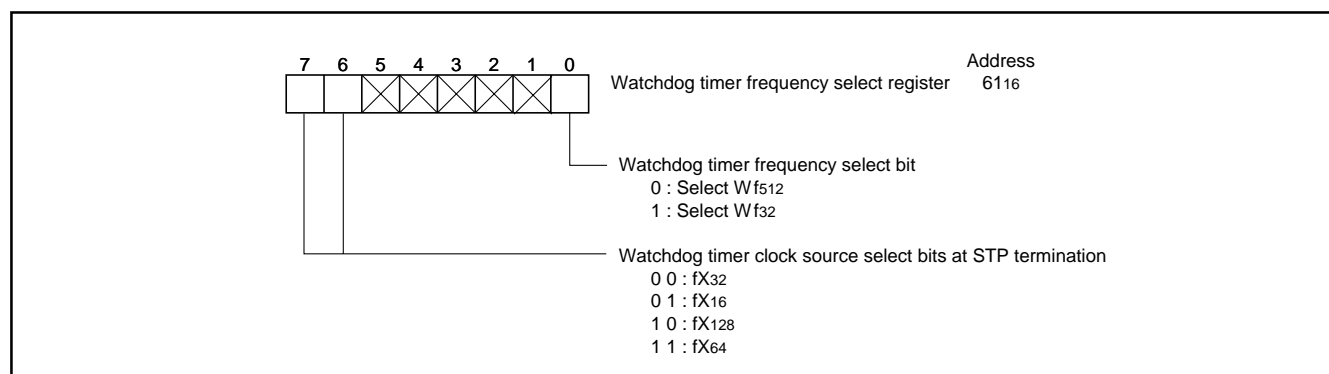 Address
7 6 5 4 3 2 1 0
Watchdog timer frequency select register 6116
Watchdog timer frequency select bit
0 : Select Wf512
1 : Select Wf32
Watchdog timer clock source select bits at STP termination
0 0 : fX32
0 1 : fX16
1 0 : fX128
1 1 : fX64